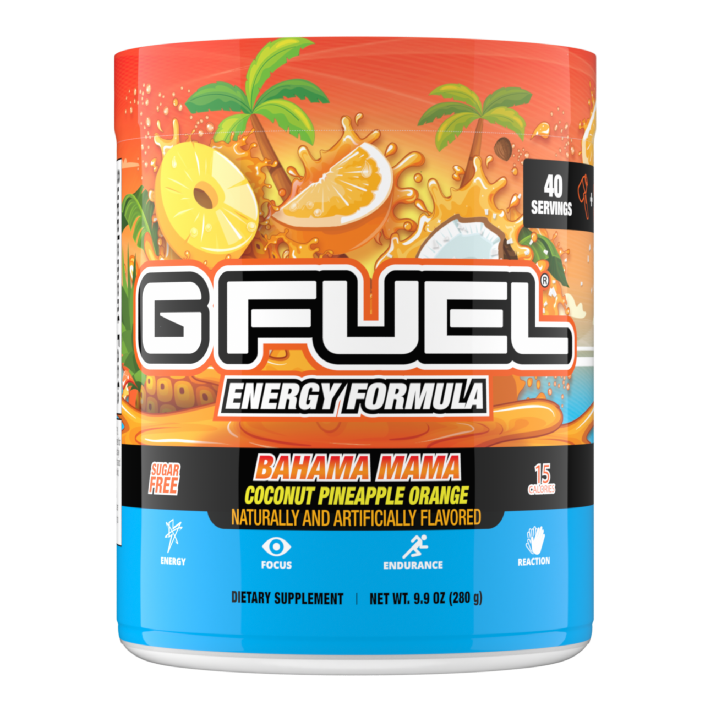 40
SERVINGS
G FUEL®
ENERGY FORMULA
BAHAMA MAMA
COCONUT PINEAPPLE ORANGE
NATURALLY AND ARTIFICIALLY FLAVORED
SUGAR
FREE
15
CALORIES
ENERGY
FOCUS
ENDURANCE
REACTION
DIETARY SUPPLEMENT | NET WT. 9.9 OZ (280 g)